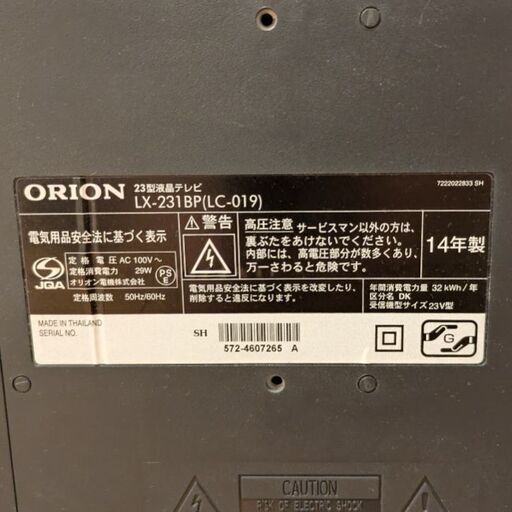 7222022833 SH
ORION
23型液晶テレビ
LX-231BP(LC-019)
電気用品安全法に基づく表示
JQA
定格電圧 AC 100V～
定格消費電力 29W
オリオン電機株式会社
定格周波数 50Hz/60Hz
PS
E
警告
高圧注意 サービスマン以外の方は、
裏ぶたをあけないでください。
内部には、高電圧部分が数多くあり、
万一さわると危険です。
14年製
電気用品安全法に基づく表示を改変したり、
削除すると違反になります。
年間消費電力量 32 kWh/年
区分名 DK
受信機型サイズ 23V型
MADE IN THAILAND
SERIAL NO.
SH
572-4607265 A
G
CAUTION
RISK OF ELECTRIC SHOCK